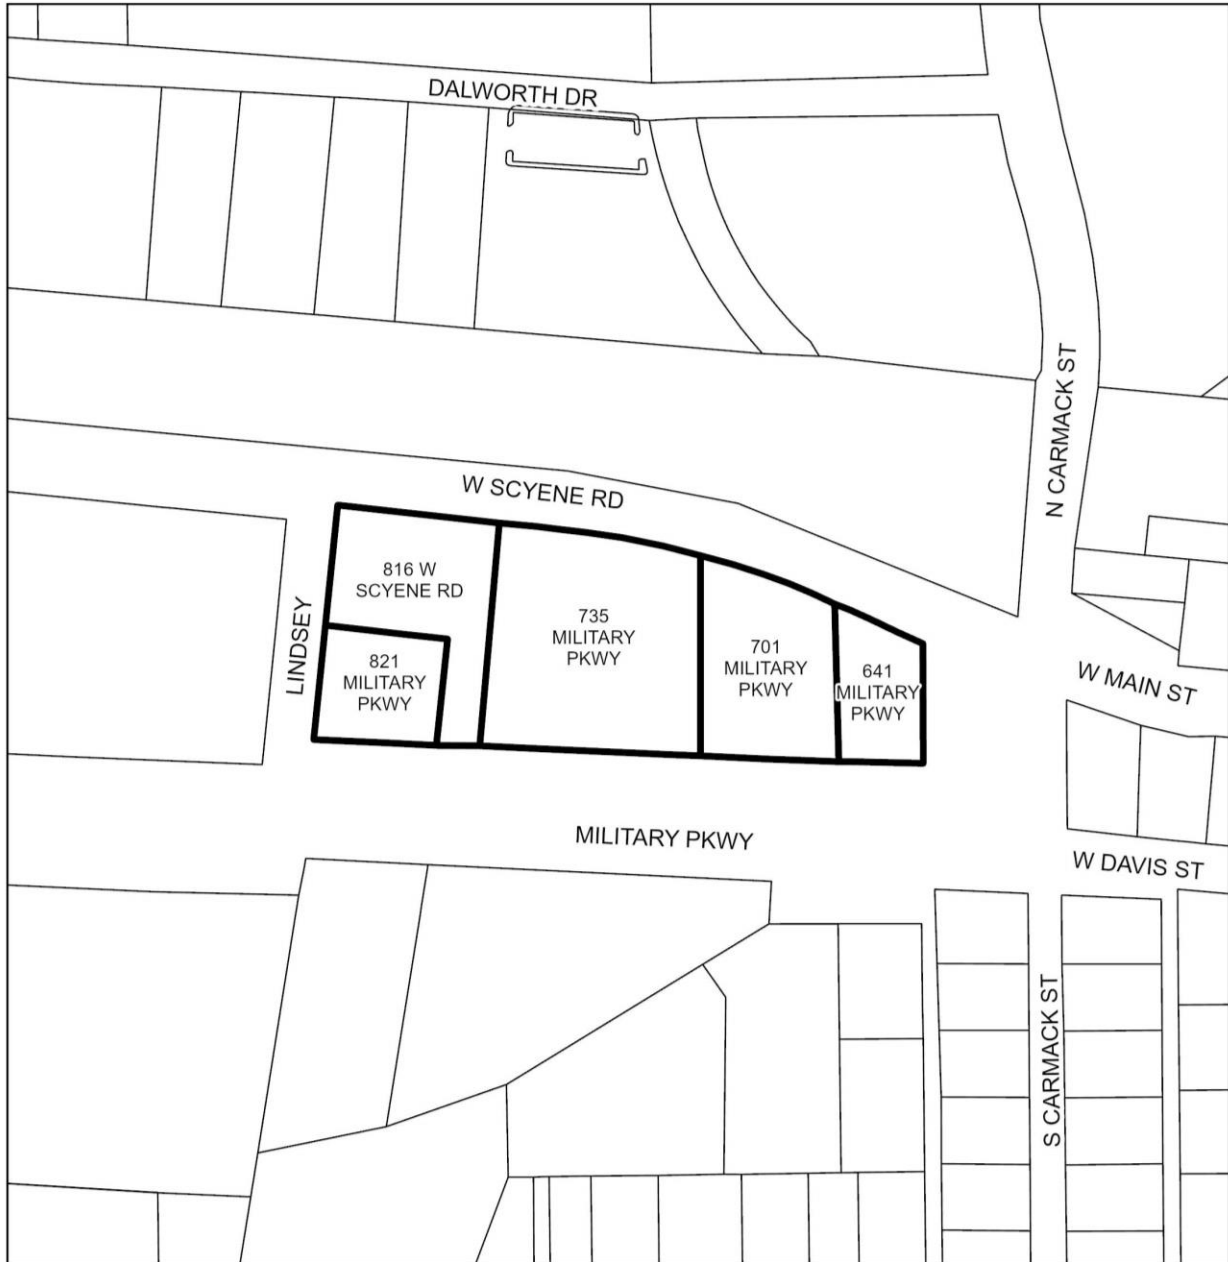 DALWORTH DR
N CARMACK ST
W SCYENE RD
816 W
SCYENE RD
735
MILITARY
PKWY
701
MILITARY
PKWY
641
MILITARY
PKWY
821
MILITARY
PKWY
LINDSEY
W MAIN ST
MILITARY PKWY
W DAVIS ST
S CARMACK ST